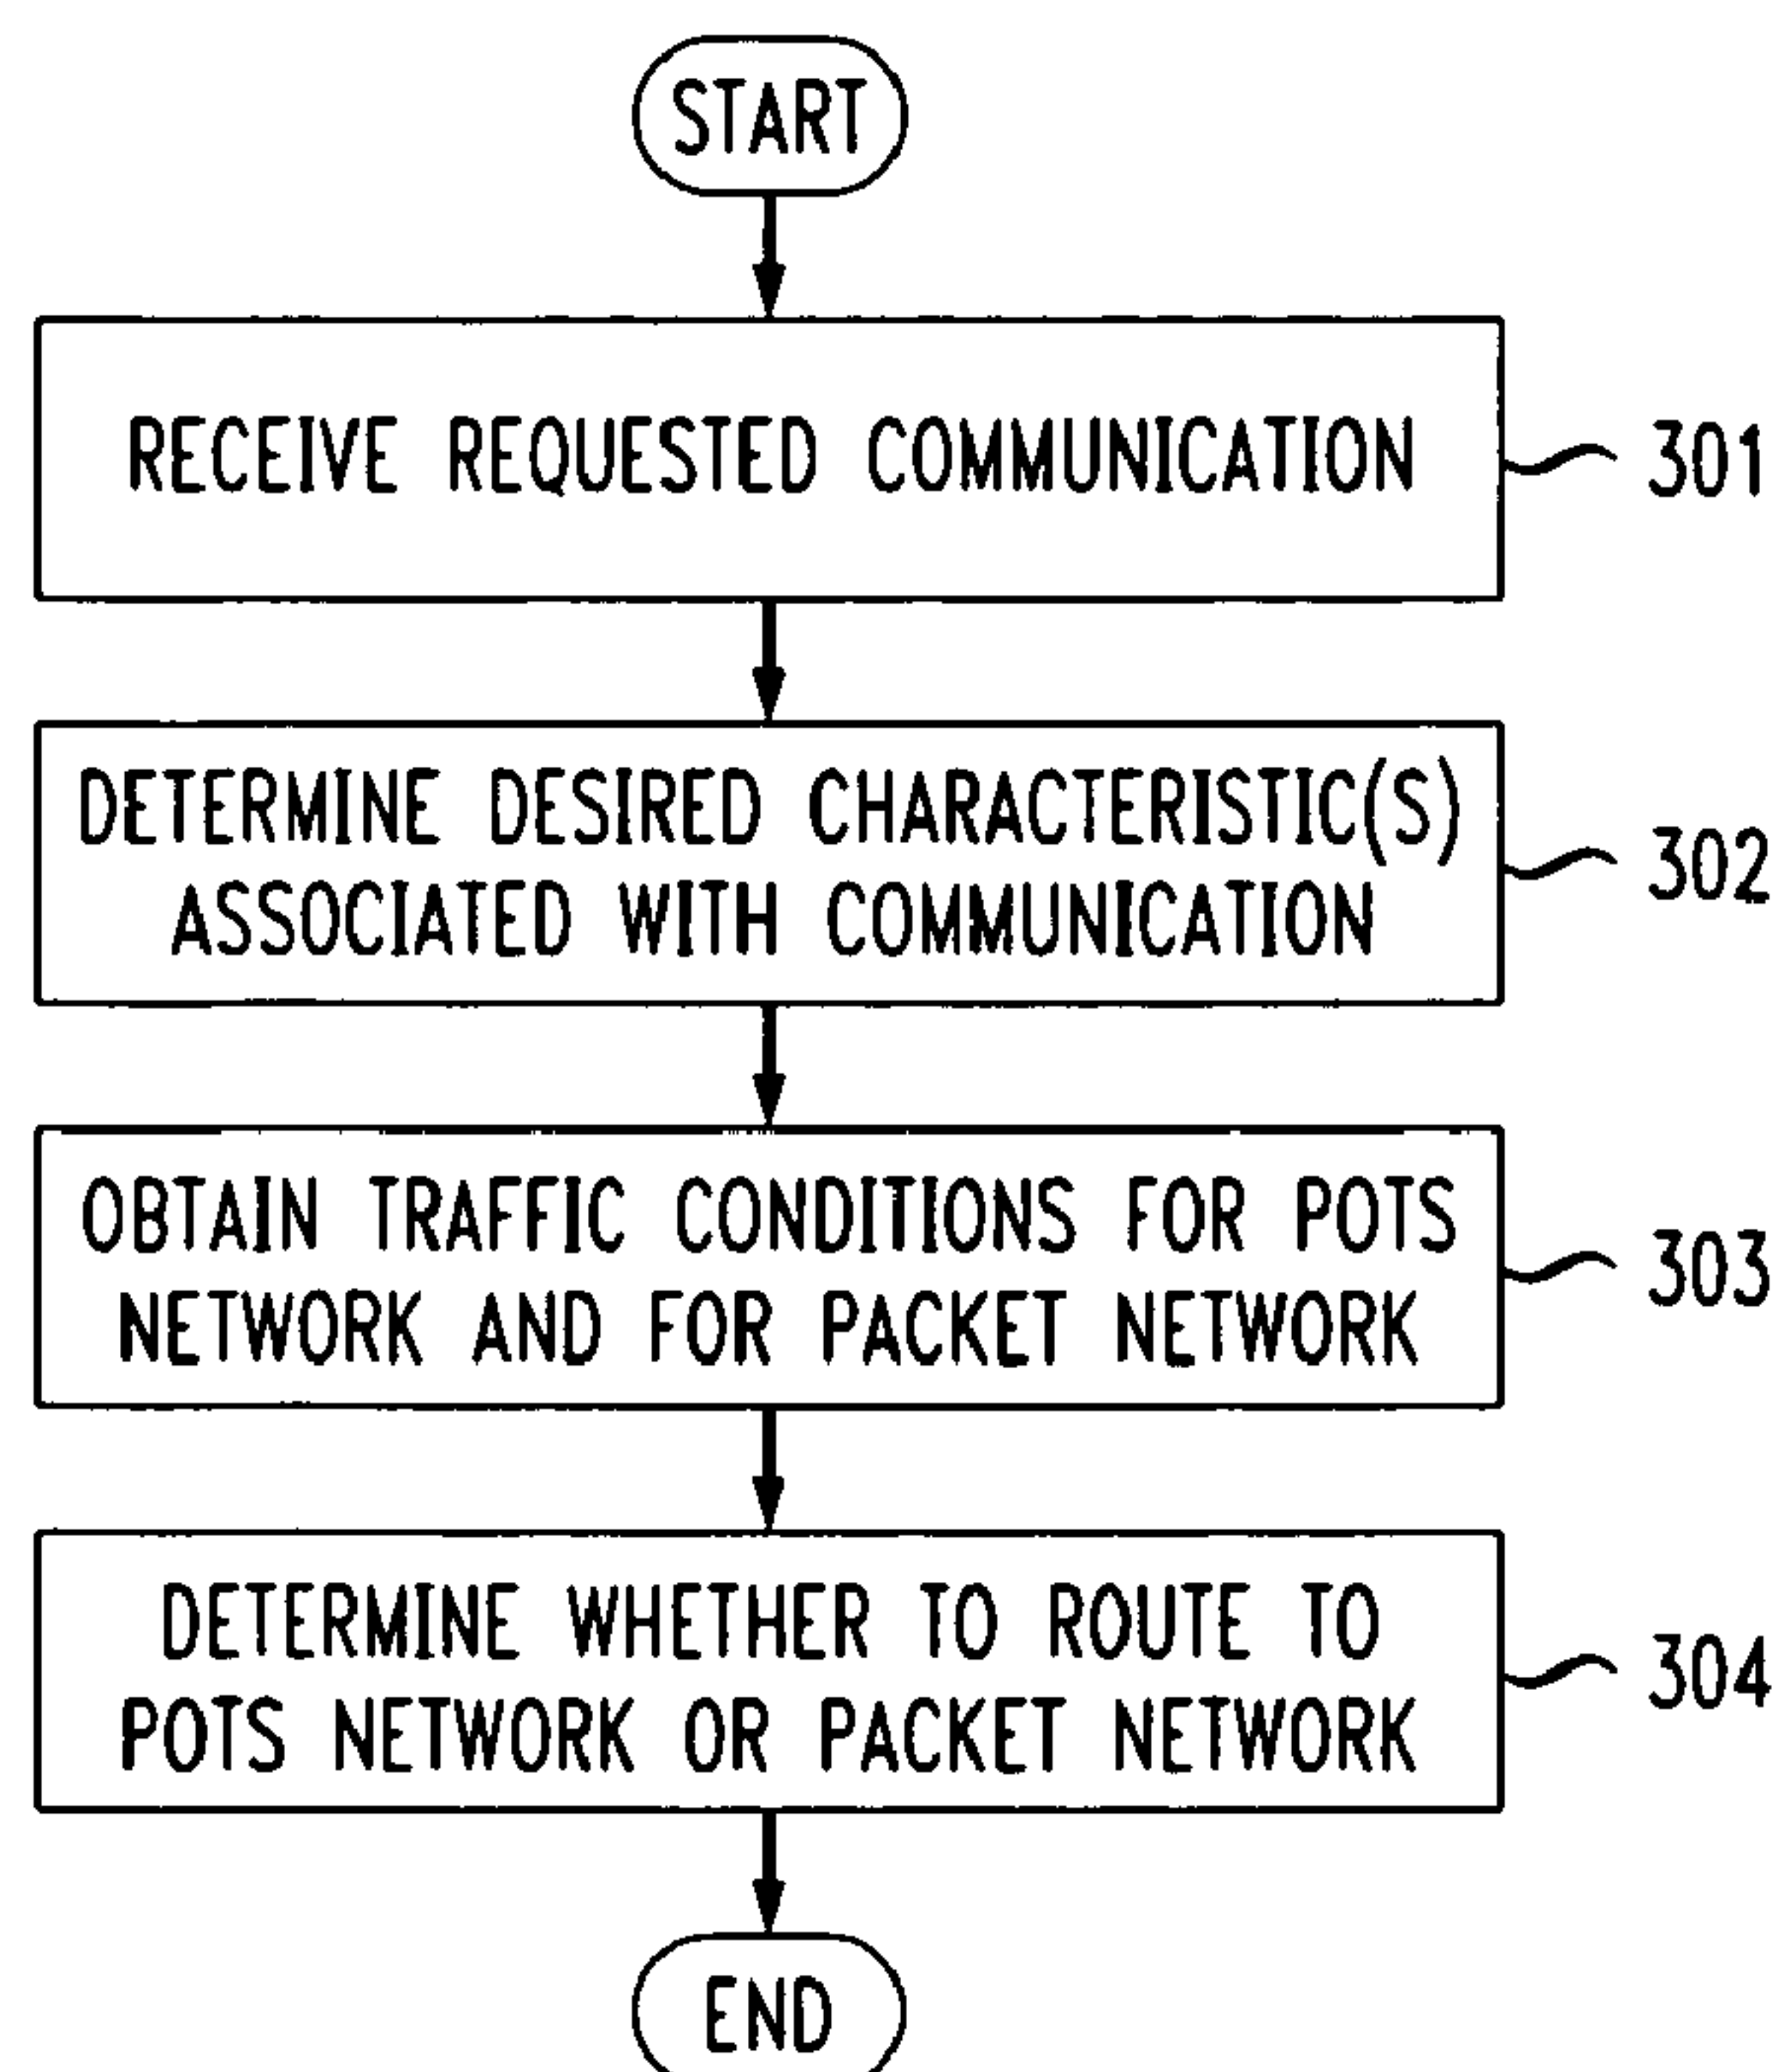 START
RECEIVE REQUESTED COMMUNICATION
301
DETERMINE DESIRED CHARACTERISTIC(S)
ASSOCIATED WITH COMMUNICATION
302
OBTAIN TRAFFIC CONDITIONS FOR POTS
NETWORK AND FOR PACKET NETWORK
303
DETERMINE WHETHER TO ROUTE TO
POTS NETWORK OR PACKET NETWORK
304
END